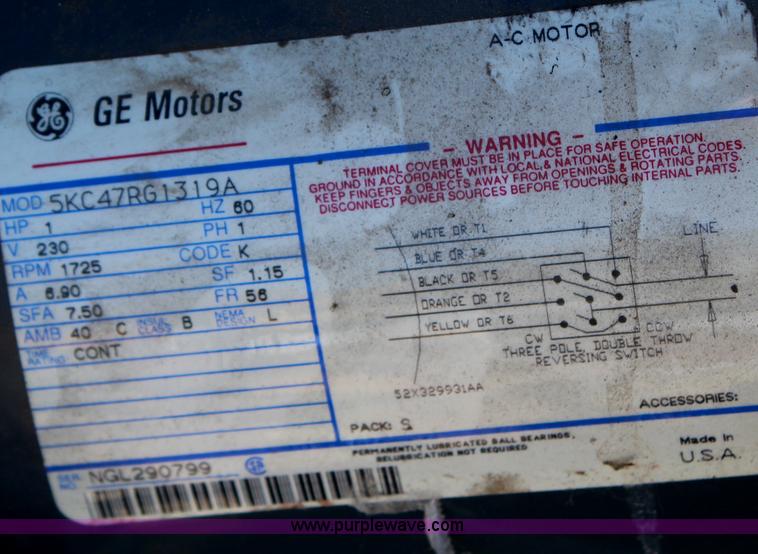 A-C MOTOR
GE Motors
MOD 5KC47RG1319A
HP 1 HZ 60
V 230 PH 1
RPM 1725 CODE K
A 6.90 SF 1.15
SFA 7.50 FR 56
AMB 40 C INSUL CLASS B NEMA DESIGN L
TIME RATING CONT
SER. NO. NGL290799
- WARNING -
TERMINAL COVER MUST BE IN PLACE FOR SAFE OPERATION.
GROUND IN ACCORDANCE WITH LOCAL & NATIONAL ELECTRICAL CODES.
KEEP FINGERS & OBJECTS AWAY FROM OPENINGS & ROTATING PARTS.
DISCONNECT POWER SOURCES BEFORE TOUCHING INTERNAL PARTS.
WHITE OR T1
BLUE OR T4
BLACK OR T5
ORANGE OR T2
YELLOW OR T6
LINE
CW CCW
THREE POLE, DOUBLE THROW
REVERSING SWITCH
52X329931AA
ACCESSORIES:
PACK: S
PERMANENTLY LUBRICATED BALL BEARINGS,
RELUBRICATION NOT REQUIRED
Made in
U.S.A.
www.purplewave.com